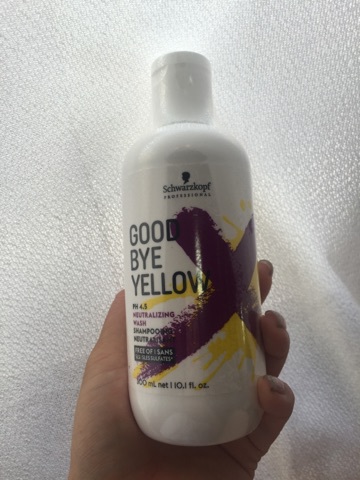 Schwarzkopf
PROFESSIONAL
GOOD
BYE
YELLOW
PH 4.5
NEUTRALIZING
WASH
SHAMPOOING
FREE OF | SANS
300 mL net | 10,1 fl. oz.